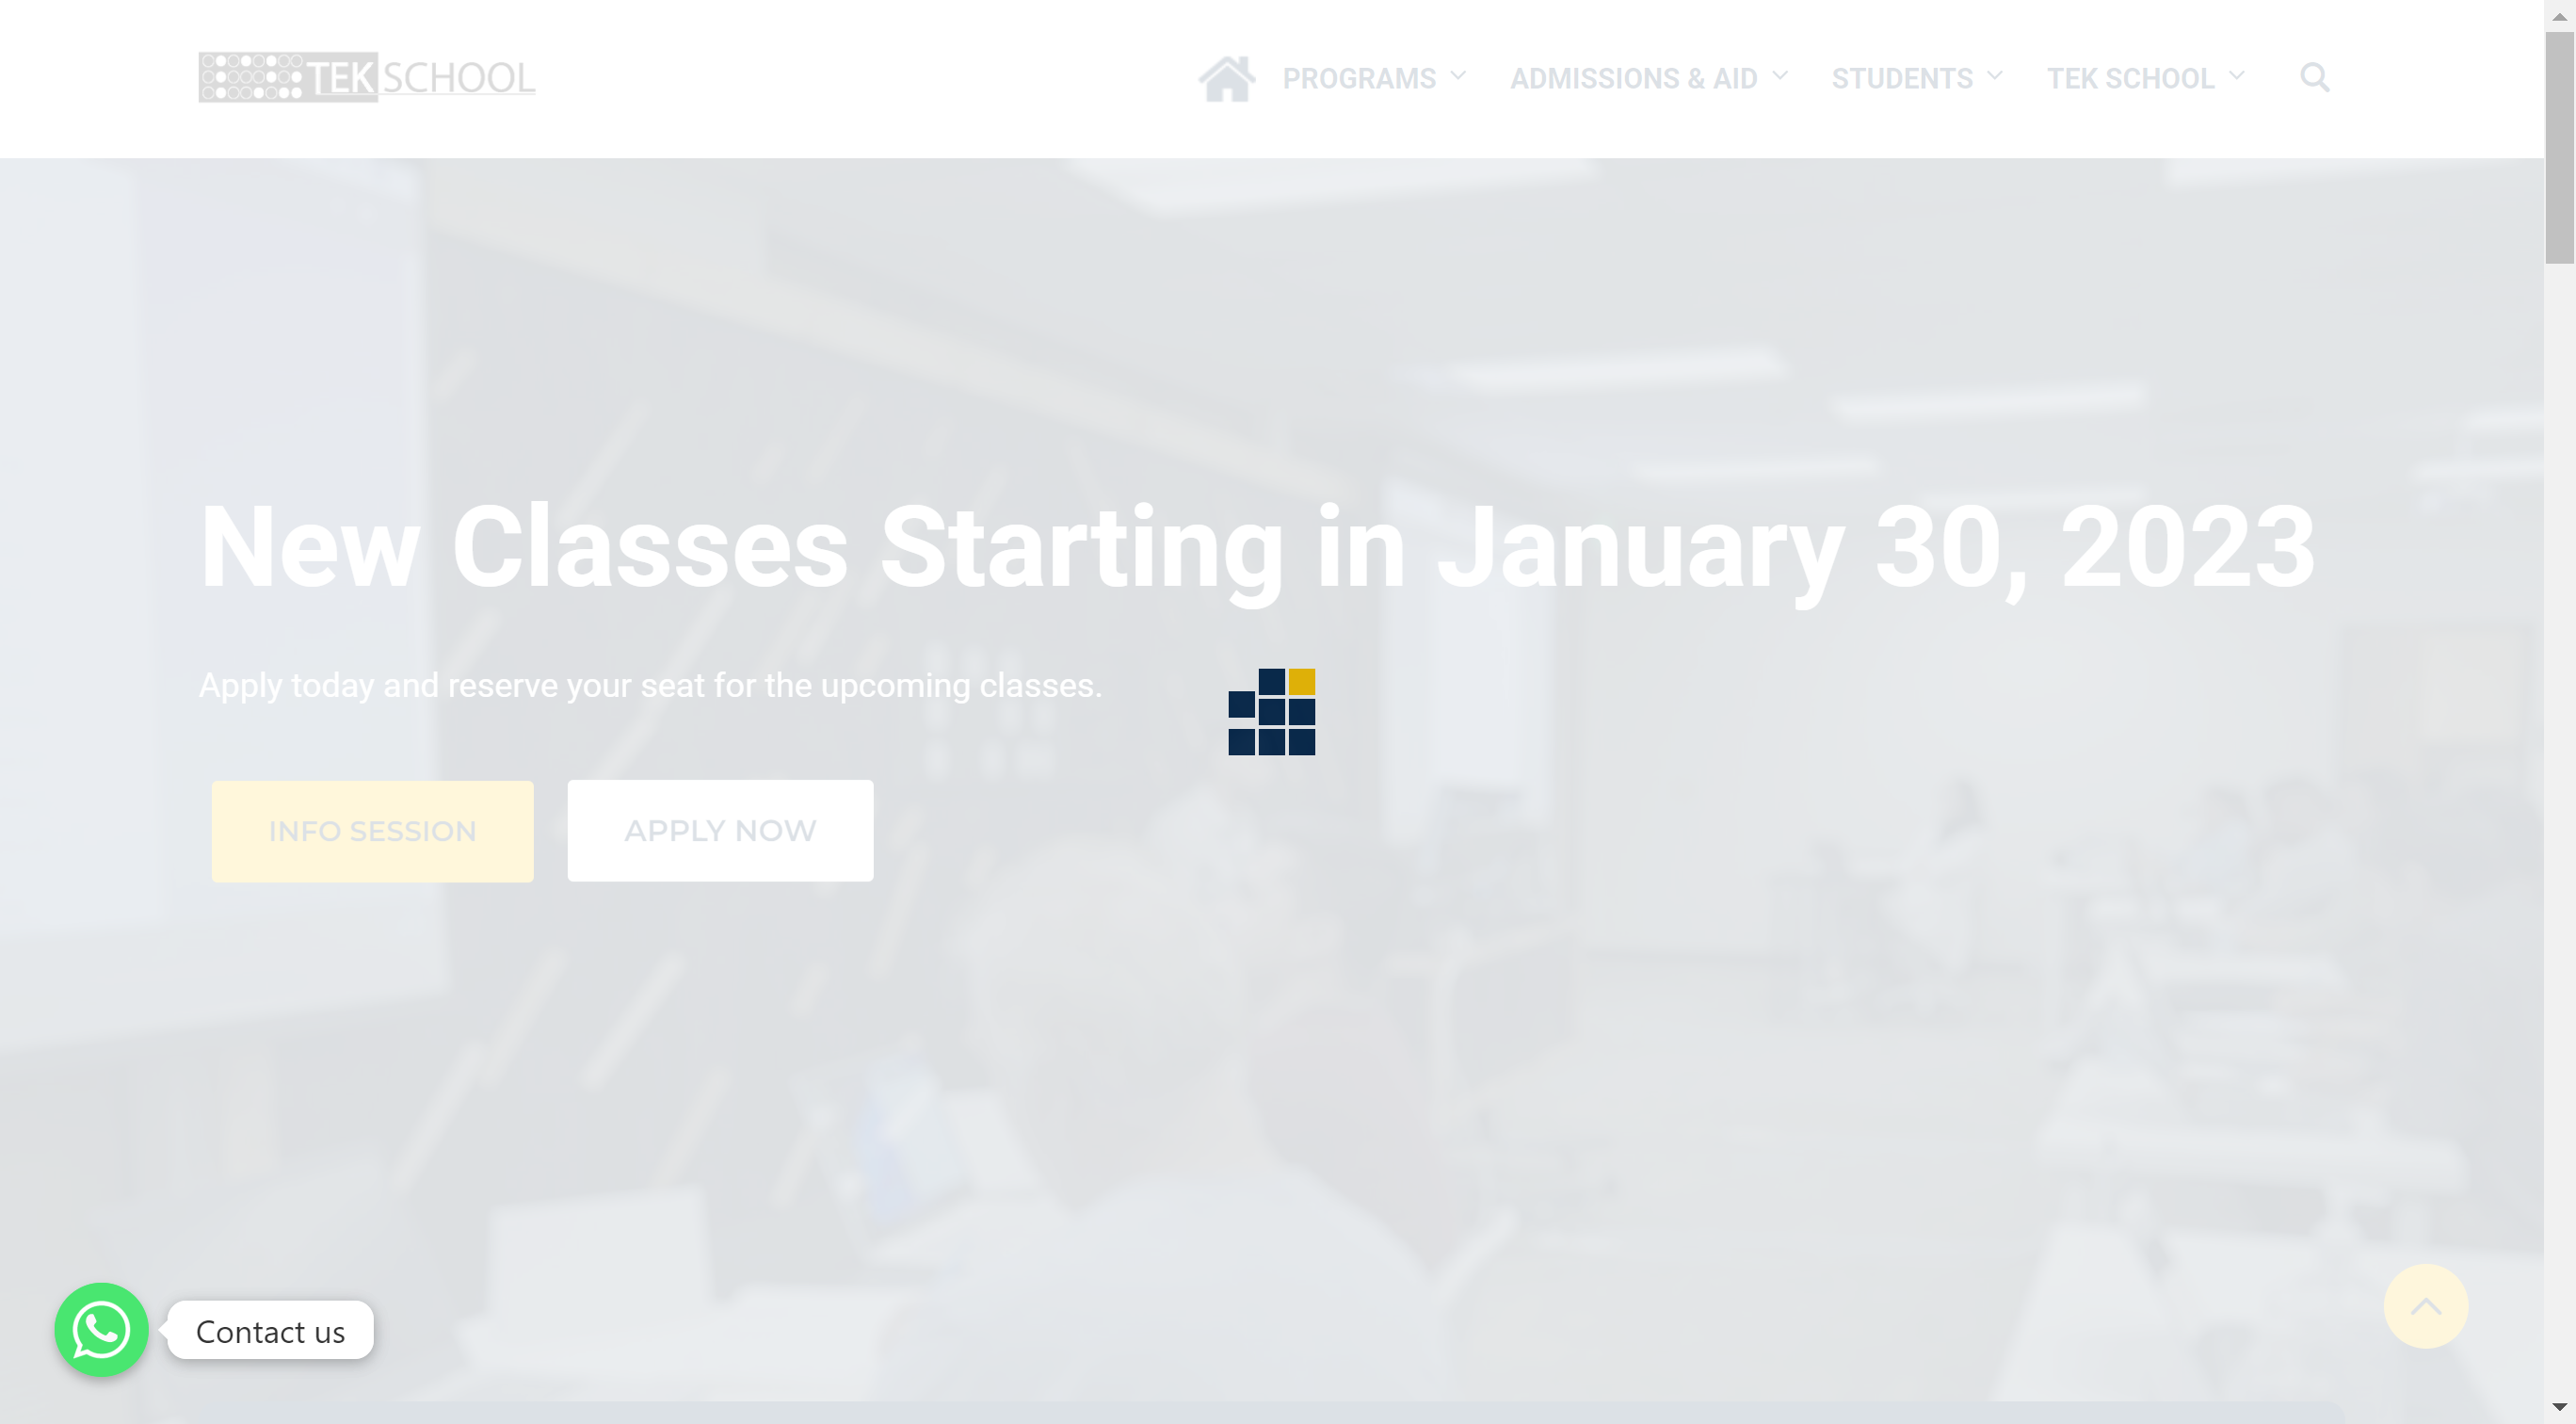 TEK SCHOOL
PROGRAMS
ADMISSIONS & AID
STUDENTS
TEK SCHOOL
New Classes Starting in January 30, 2023
Apply today and reserve your seat for the upcoming classes.
INFO SESSION
APPLY NOW
Contact us